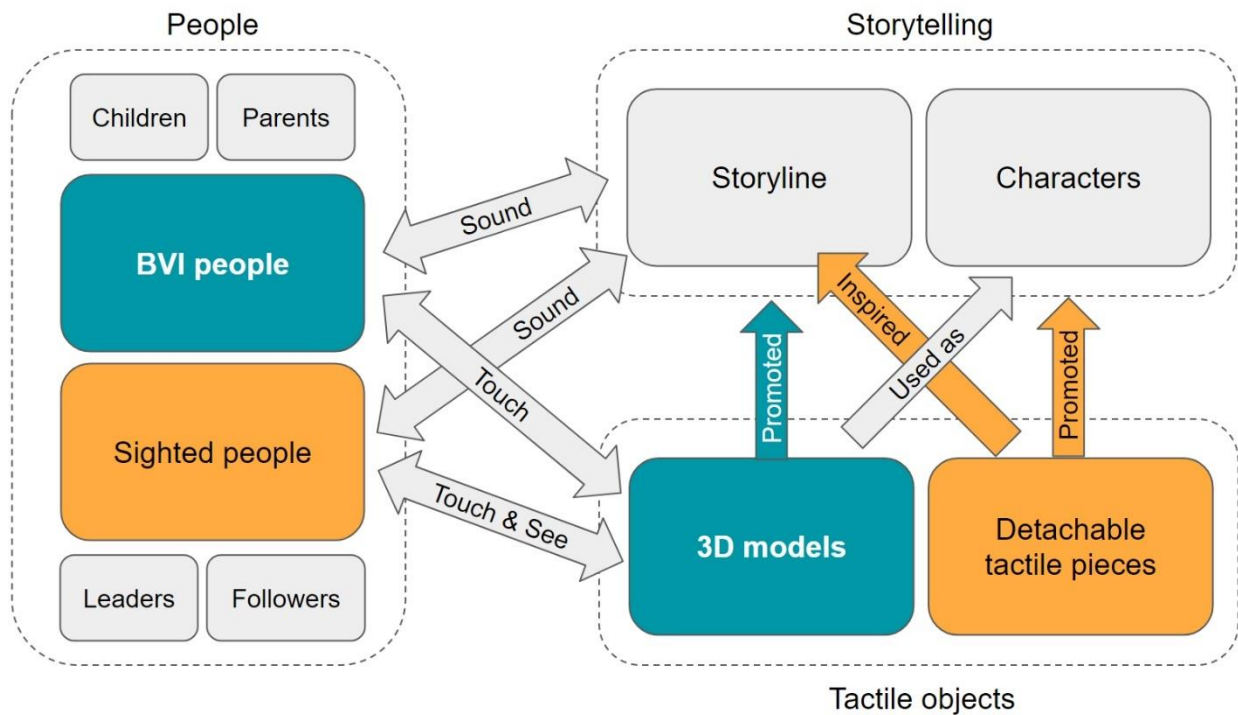 People
Storytelling
Children
Parents
BVI people
Sighted people
Leaders
Followers
Sound
Sound
Touch
Touch & See
Storyline
Characters
Promoted
Inspired
Used as
Promoted
3D models
Detachable
tactile pieces
Tactile objects